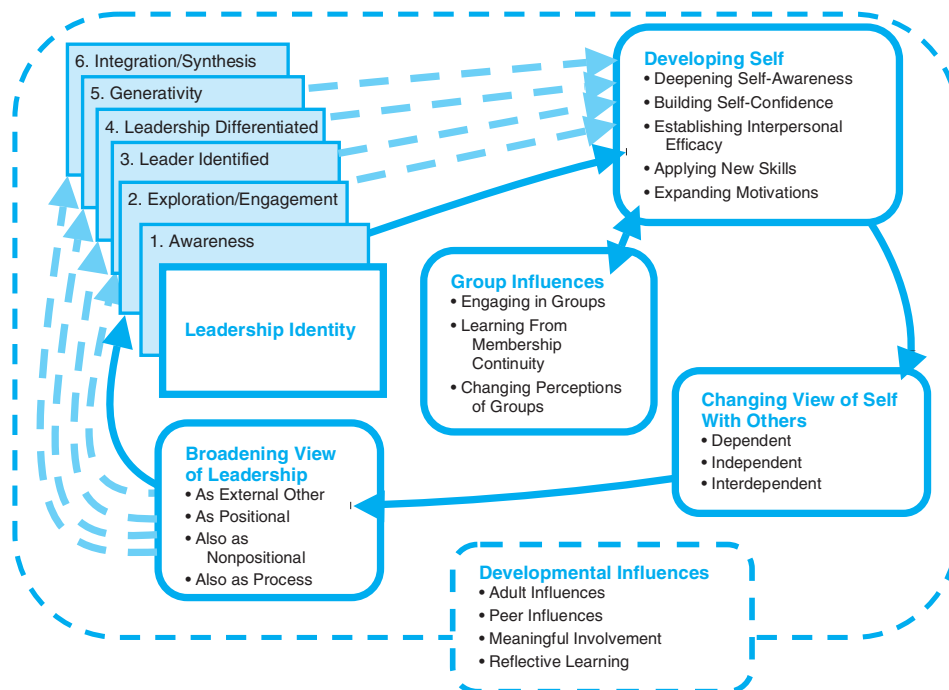 6. Integration/Synthesis
5. Generativity
4. Leadership Differentiated
3. Leader Identified
2. Exploration/Engagement
1. Awareness
Leadership Identity
Developing Self
• Deepening Self-Awareness
• Building Self-Confidence
• Establishing Interpersonal
Efficacy
• Applying New Skills
• Expanding Motivations
Group Influences
• Engaging in Groups
• Learning From
Membership
Continuity
• Changing Perceptions
of Groups
Changing View of Self
With Others
• Dependent
• Independent
• Interdependent
Broadening View
of Leadership
• As External Other
• As Positional
• Also as
Nonpositional
• Also as Process
Developmental Influences
• Adult Influences
• Peer Influences
• Meaningful Involvement
• Reflective Learning